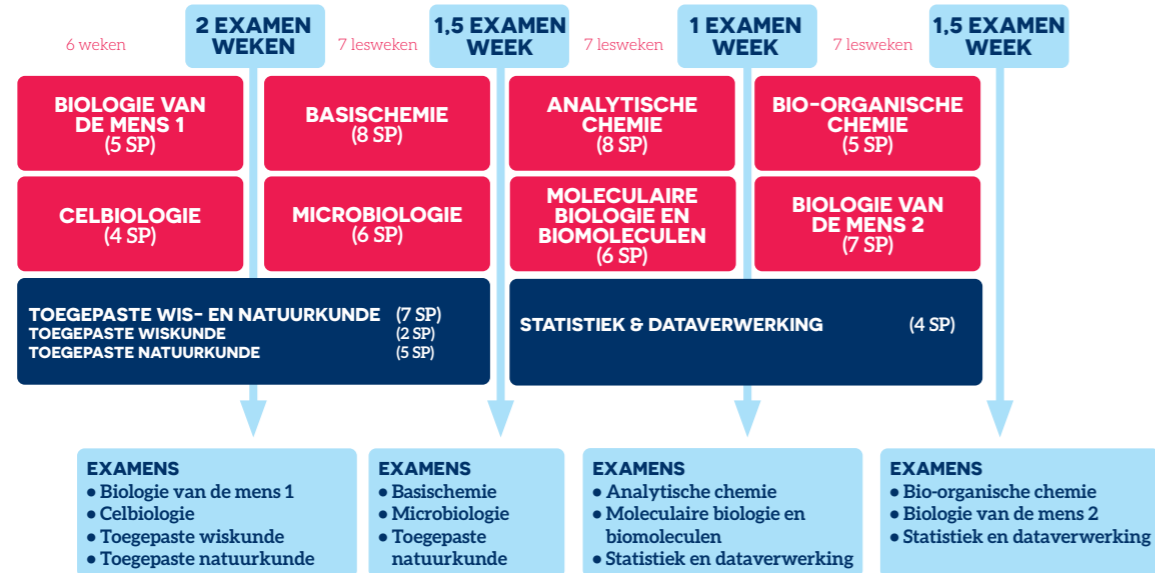 6 weken
2 EXAMEN
WEKEN
7 lesweken
1,5 EXAMEN
WEEK
7 lesweken
1 EXAMEN
WEEK
7 lesweken
1,5 EXAMEN
WEEK
BIOLOGIE VAN
DE MENS 1
(5 SP)
BASISCHEMIE
(8 SP)
ANALYTISCHE
CHEMIE
(8 SP)
BIO-ORGANISCHE
CHEMIE
(5 SP)
CELBIOLOGIE
(4 SP)
MICROBIOLOGIE
(6 SP)
MOLECULAIRE
BIOLOGIE EN
BIOMOLECULEN
(6 SP)
BIOLOGIE VAN
DE MENS 2
(7 SP)
TOEGEPASTE WIS- EN NATUURKUNDE (7 SP)
TOEGEPASTE WISKUNDE (2 SP)
TOEGEPASTE NATUURKUNDE (5 SP)
STATISTIEK & DATAVERWERKING (4 SP)
EXAMENS
• Biologie van de mens 1
• Celbiologie
• Toegepaste wiskunde
• Toegepaste natuurkunde
EXAMENS
• Basischemie
• Microbiologie
• Toegepaste
natuurkunde
EXAMENS
• Analytische chemie
• Moleculaire biologie en
biomoleculen
• Statistiek en dataverwerking
EXAMENS
• Bio-organische chemie
• Biologie van de mens 2
• Statistiek en dataverwerking